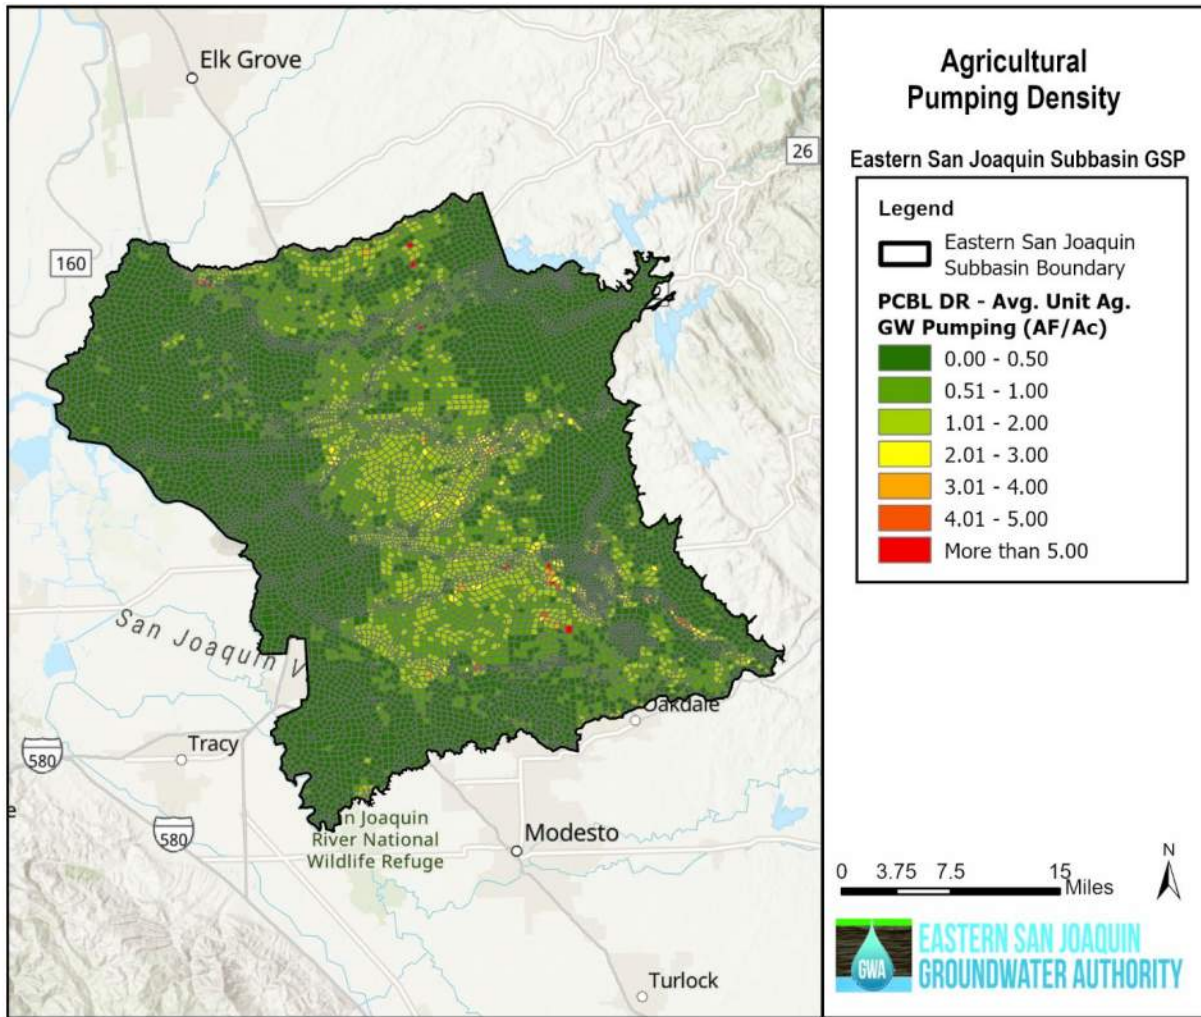 Elk Grove
26
160
San Joaquin V
Oakdale
Tracy
580
n Joaquin
River National
Wildlife Refuge
580
Modesto
Turlock
e
Agricultural
Pumping Density
Eastern San Joaquin Subbasin GSP
Legend
Eastern San Joaquin
Subbasin Boundary
PCBL DR - Avg. Unit Ag.
GW Pumping (AF/Ac)
0.00 - 0.50
0.51 - 1.00
1.01 - 2.00
2.01 - 3.00
3.01 - 4.00
4.01 - 5.00
More than 5.00
N
0 3.75 7.5 15
Miles
GWA
EASTERN SAN JOAQUIN
GROUNDWATER AUTHORITY